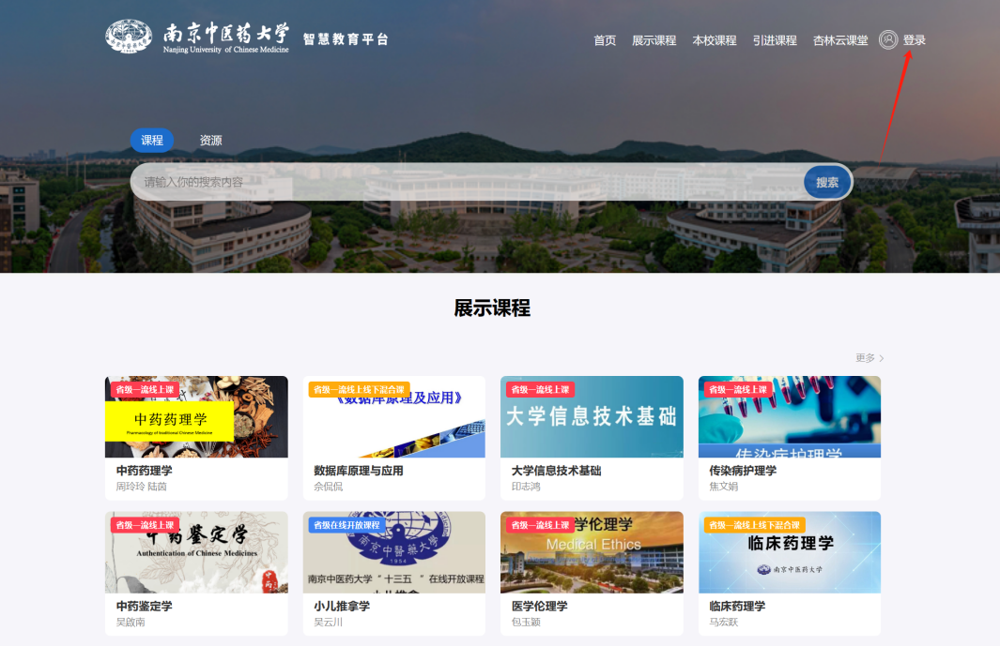 南京中医药大学 智慧教育平台
Nanjing University of Chinese Medicine
首页 展示课程 本校课程 引进课程 杏林云课堂 登录
课程 资源
请输入你的搜索内容 搜索
展示课程
更多
省级一流线上课
中药药理学
Pharmacology of traditional Chinese Medicine
中药药理学
周玲玲 陆茵
省级一流线上线下混合课
《数据库原理及应用》
数据库原理与应用
佘侃侃
省级一流线上课
大学信息技术基础
大学信息技术基础
印志鸿
省级一流线上课
传染病护理学
传染病护理学
焦文娟
省级一流线上课
中药鉴定学
Authentication of Chinese Medicines
中药鉴定学
吴啟南
省级在线开放课程
南京中醫藥大學
1954
南京中医药大学“十三五”在线开放课程
小儿推拿
小儿推拿学
吴云川
省级一流线上课
学伦理学
Medical Ethics
医学伦理学
包玉颖
省级一流线上线下混合课
临床药理学
南京中医药大学
临床药理学
马宏跃